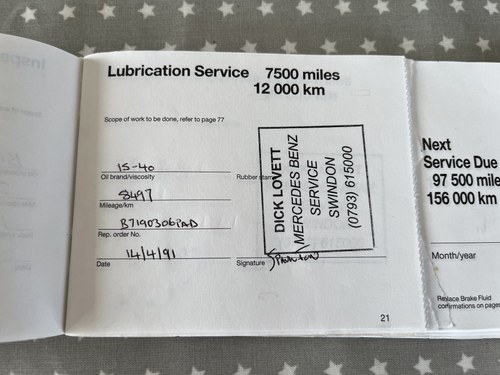 Lubrication Service 7500 miles
12 000 km
Scope of work to be done, refer to page 77
15-40
Oil brand/viscosity
Rubber stamp
8497
Mileage/km
Rep. order No.
14/4/91
Date
Signature
DICK LOVETT
MERCEDES BENZ
SERVICE
SWINDON
(0793) 615000
21
Next
Service Due
97 500 mile
156 000 km
Month/year
Replace Brake Fluid
confirmations on page